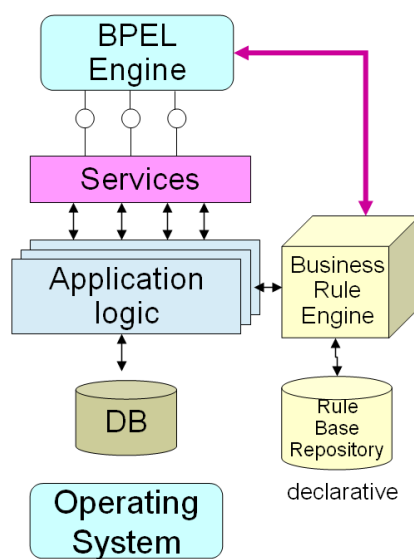 BPEL
Engine
Services
Application
logic
Business
Rule
Engine
DB
Rule
Base
Repository
declarative
Operating
System